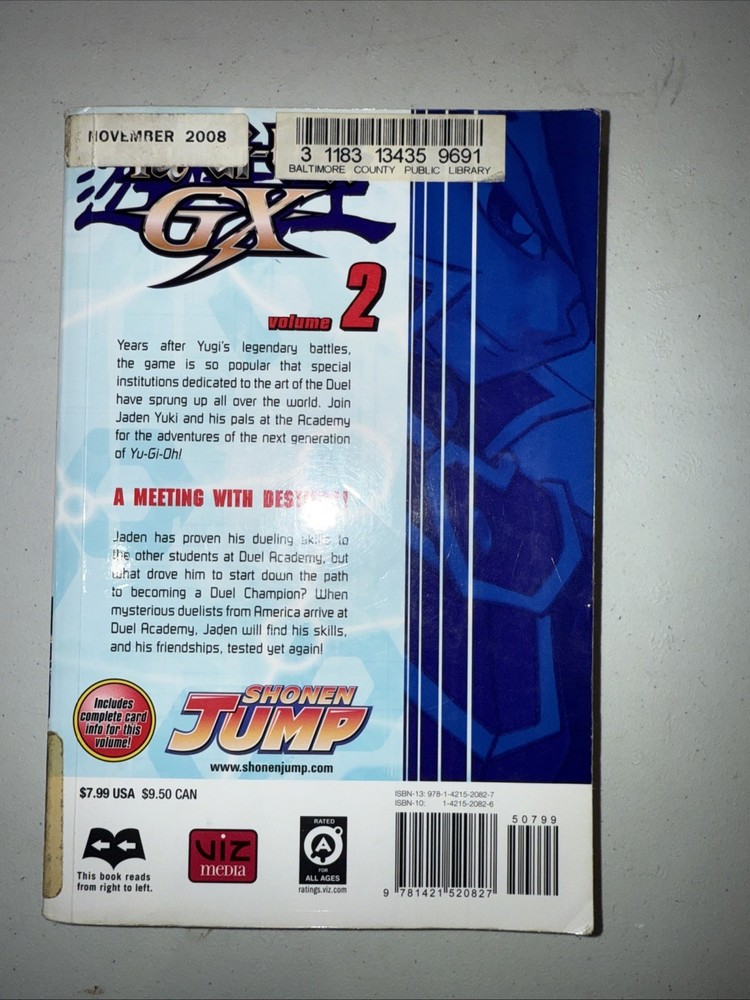 NOVEMBER 2008
3 1183 13435 9691
BALTIMORE COUNTY PUBLIC LIBRARY
GX
volume 2
Years after Yugi's legendary battles,
the game is so popular that special
institutions dedicated to the art of the Duel
have sprung up all over the world. Join
Jaden Yuki and his pals at the Academy
for the adventures of the next generation
of Yu-Gi-Oh!
A MEETING WITH
Jaden has proven his dueling skills to
the other students at Duel Academy, but
what drove him to start down the path
to becoming a Duel Champion? When
mysterious duelists from America arrive at
Duel Academy, Jaden will find his skills,
and his friendships, tested yet again!
Includes
complete card
info for this
volume!
SHONEN
JUMP
www.shonenjump.com
$7.99 USA $9.50 CAN
ISBN-13: 978-1-4215-2082-7
ISBN-10: 1-4215-2082-6
50799
9 781421 520827
This book reads
from right to left.
VIZ
MEDIA
RATED
A
FOR
ALL AGES
ratings.viz.com